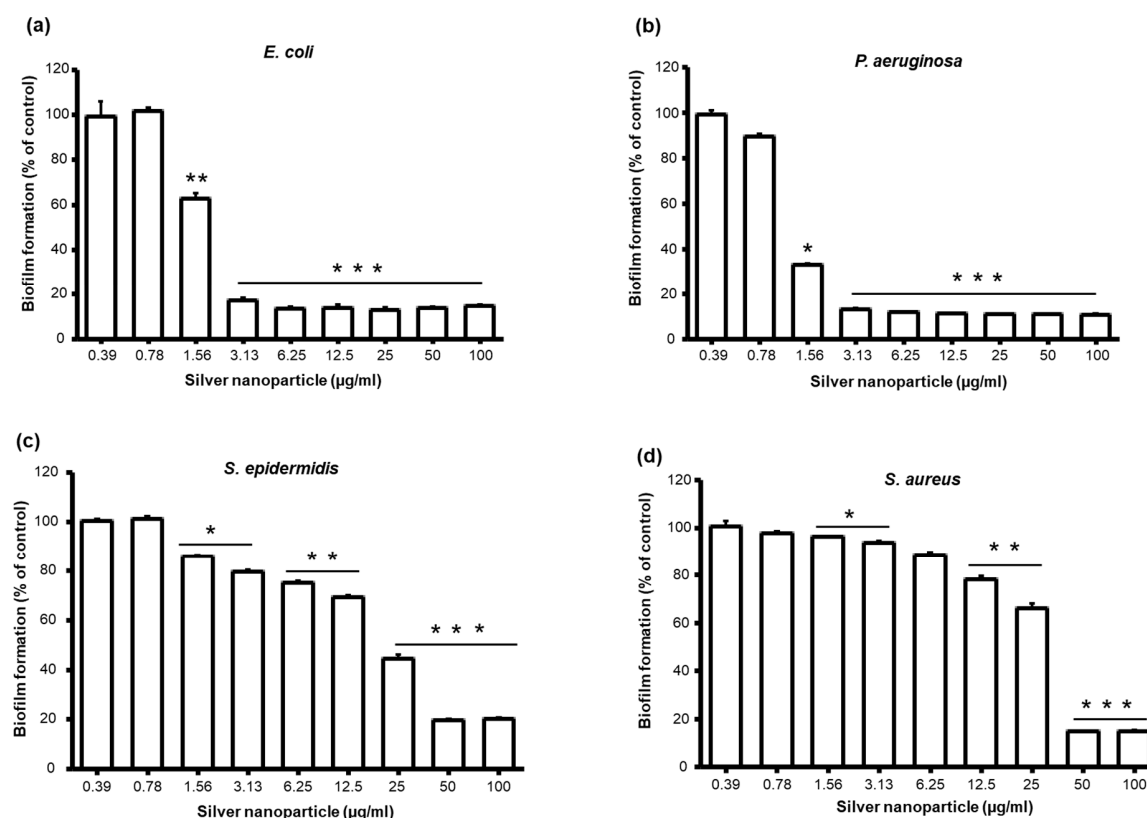 (a)
E. coli
Biofilm formation (% of control)
120
100
80
60
40
20
0
**
* * *
0.39 0.78 1.56 3.13 6.25 12.5 25 50 100
Silver nanoparticle (µg/ml)
(b)
P. aeruginosa
Biofilm formation (% of control)
120
100
80
60
40
20
0
*
* * *
0.39 0.78 1.56 3.13 6.25 12.5 25 50 100
Silver nanoparticle (µg/ml)
(c)
S. epidermidis
Biofilm formation (% of control)
120
100
80
60
40
20
0
*
* *
* * *
0.39 0.78 1.56 3.13 6.25 12.5 25 50 100
Silver nanoparticle (µg/ml)
(d)
S. aureus
Biofilm formation (% of control)
120
100
80
60
40
20
0
*
* *
* * *
0.39 0.78 1.56 3.13 6.25 12.5 25 50 100
Silver nanoparticle (µg/ml)